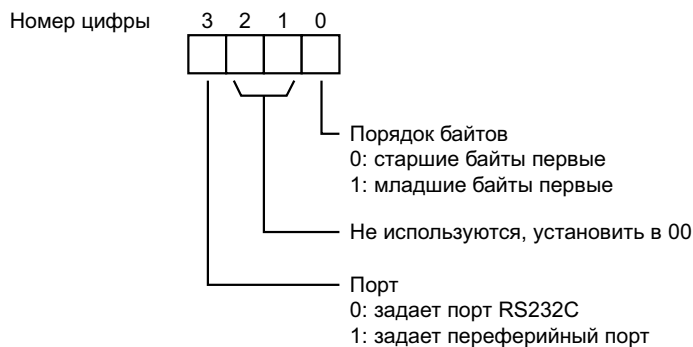 Номер цифры 3 2 1 0
Порядок байтов
0: старшие байты первые
1: младшие байты первые
Не используются, установить в 00
Порт
0: задает порт RS232C
1: задает переферийный порт